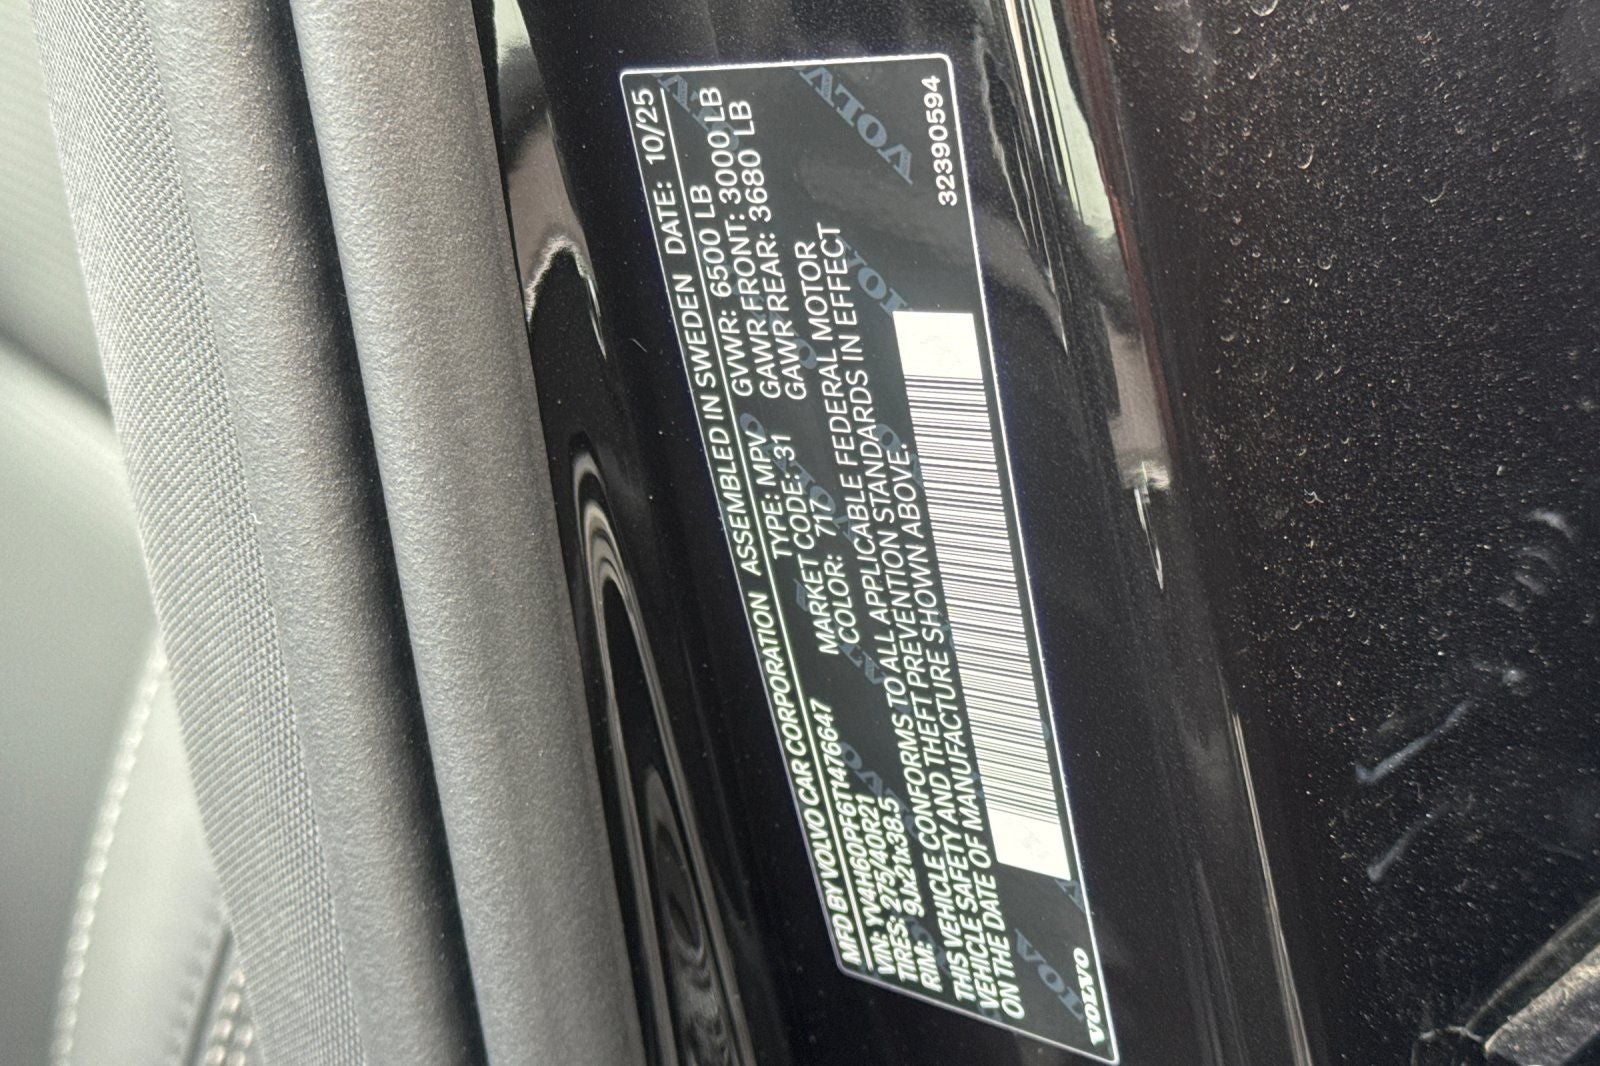 MFD BY VOLVO CAR CORPORATION ASSEMBLED IN SWEDEN DATE: 10/25
VIN: YV4H60PF6T1476647 TYPE: MPV GVWR: 6500 LB
TIRES: 275/40R21 MARKET CODE: 31 GAWR FRONT: 3000 LB
RIM: 9Jx21x38.5 COLOR: 717 GAWR REAR: 3680 LB
THIS VEHICLE CONFORMS TO ALL APPLICABLE FEDERAL MOTOR
VEHICLE SAFETY AND THEFT PREVENTION STANDARDS IN EFFECT
ON THE DATE OF MANUFACTURE SHOWN ABOVE.
VOLVO
32390594